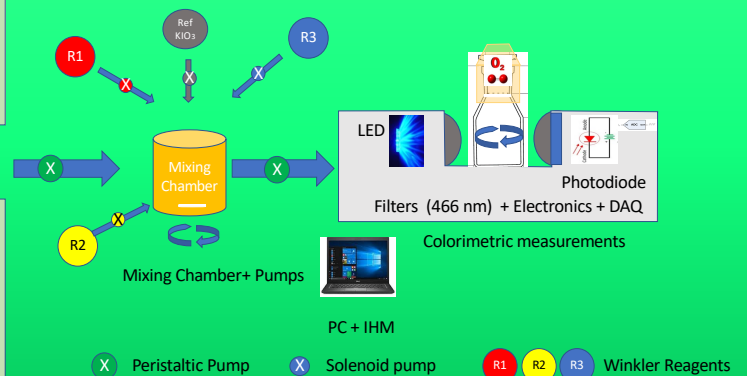 Ref
KIO₃
R1
R3
X
X
X
O₂
LED
X
Mixing
Chamber
X
Photodiode
X
Filters (466 nm) + Electronics + DAQ
R2
Colorimetric measurements
Mixing Chamber+ Pumps
PC + IHM
X Peristaltic Pump
X Solenoid pump
R1 R2 R3 Winkler Reagents